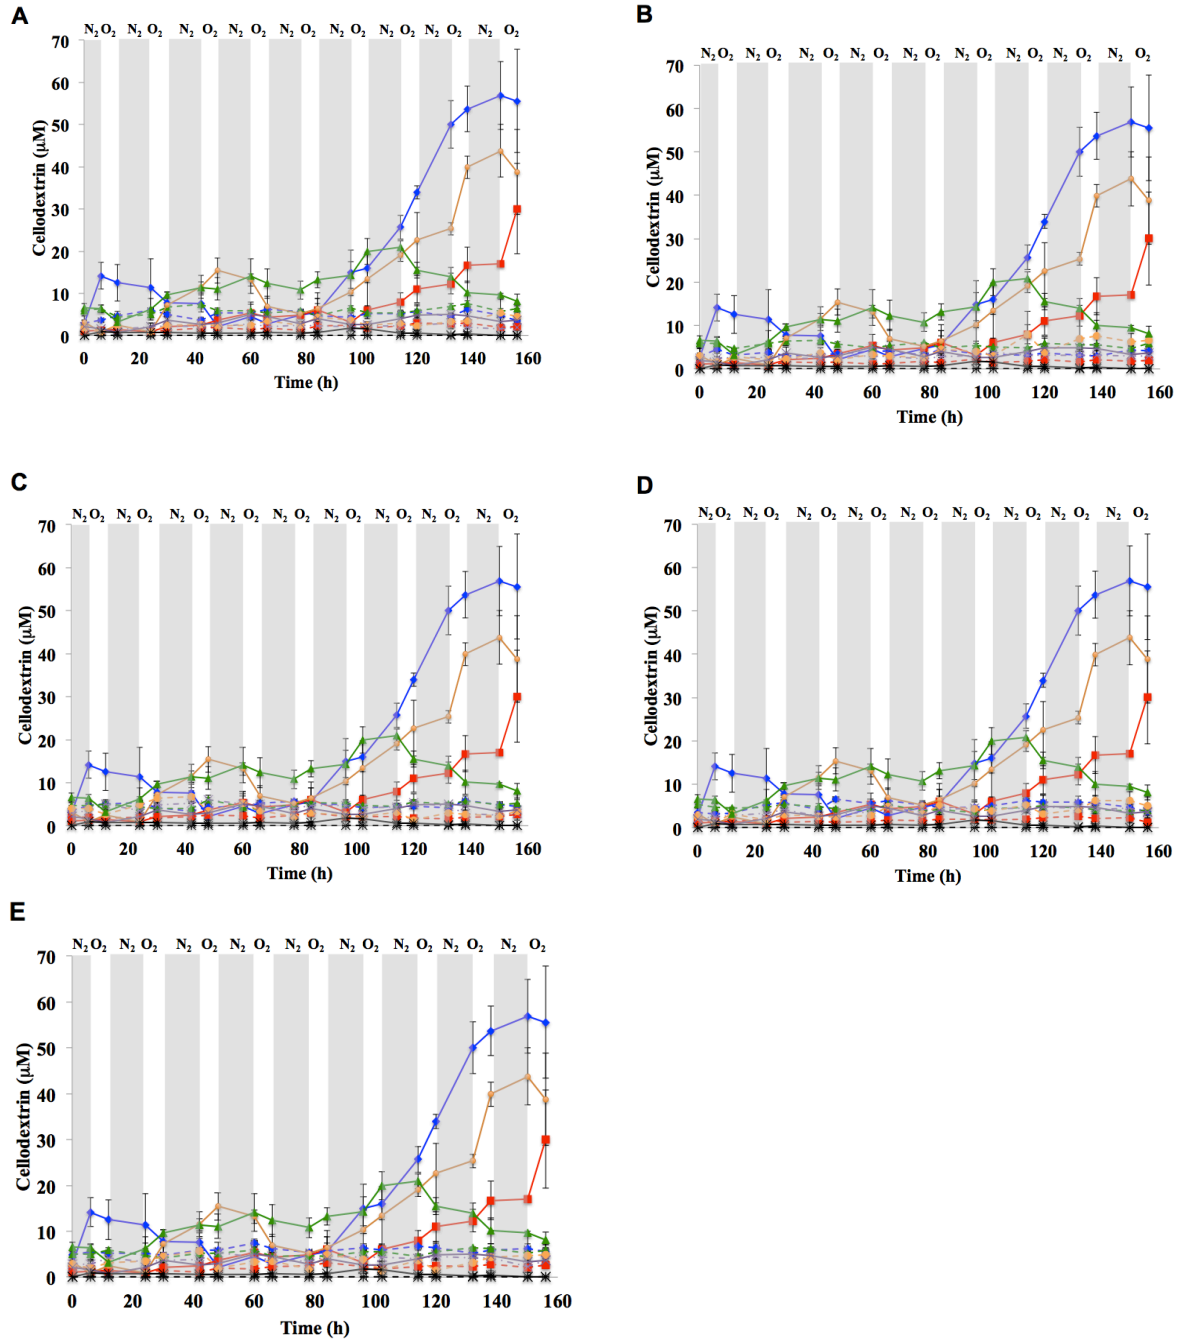 A
N₂ O₂ N₂ O₂ N₂ O₂ N₂ O₂ N₂ O₂ N₂ O₂ N₂ O₂ N₂ O₂ N₂ O₂
70
60
50
40
30
20
10
0
Cellodextrin (µM)
0 20 40 60 80 100 120 140 160
Time (h)
B
N₂ O₂ N₂ O₂ N₂ O₂ N₂ O₂ N₂ O₂ N₂ O₂ N₂ O₂ N₂ O₂ N₂ O₂
70
60
50
40
30
20
10
0
Cellodextrin (µM)
0 20 40 60 80 100 120 140 160
Time (h)
C
N₂ O₂ N₂ O₂ N₂ O₂ N₂ O₂ N₂ O₂ N₂ O₂ N₂ O₂ N₂ O₂ N₂ O₂
70
60
50
40
30
20
10
0
Cellodextrin (µM)
0 20 40 60 80 100 120 140 160
Time (h)
D
N₂ O₂ N₂ O₂ N₂ O₂ N₂ O₂ N₂ O₂ N₂ O₂ N₂ O₂ N₂ O₂ N₂ O₂
70
60
50
40
30
20
10
0
Cellodextrin (µM)
0 20 40 60 80 100 120 140 160
Time (h)
E
N₂ O₂ N₂ O₂ N₂ O₂ N₂ O₂ N₂ O₂ N₂ O₂ N₂ O₂ N₂ O₂ N₂ O₂
70
60
50
40
30
20
10
0
Cellodextrin (µM)
0 20 40 60 80 100 120 140 160
Time (h)